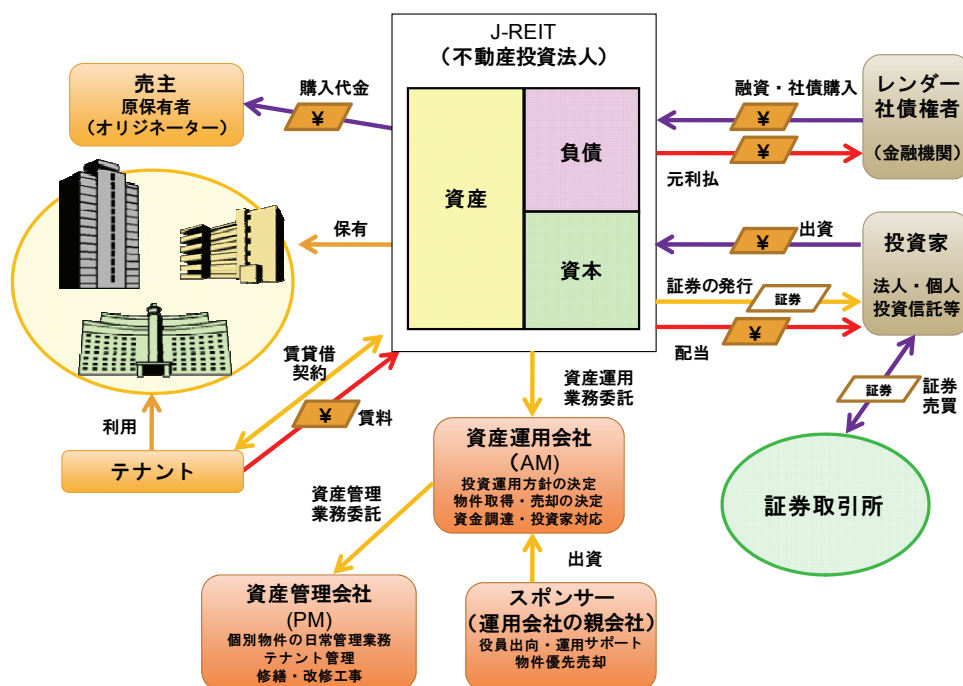 J-REIT
（不動産投資法人）
売主
原保有者
（オリジネーター）
購入代金
¥
資産
負債
資本
融資・社債購入
¥
¥
元利払
レンダー
社債権者
（金融機関）
保有
出資
¥
証券の発行
証券
¥
配当
投資家
法人・個人
投資信託等
賃貸借
契約
¥
賃料
利用
テナント
資産運用
業務委託
証券
証券
売買
証券取引所
資産運用会社
（AM)
投資運用方針の決定
物件取得・売却の決定
資金調達・投資家対応
資産管理
業務委託
出資
資産管理会社
(PM)
個別物件の日常管理業務
テナント管理
修繕・改修工事
スポンサー
（運用会社の親会社）
役員出向・運用サポート
物件優先売却